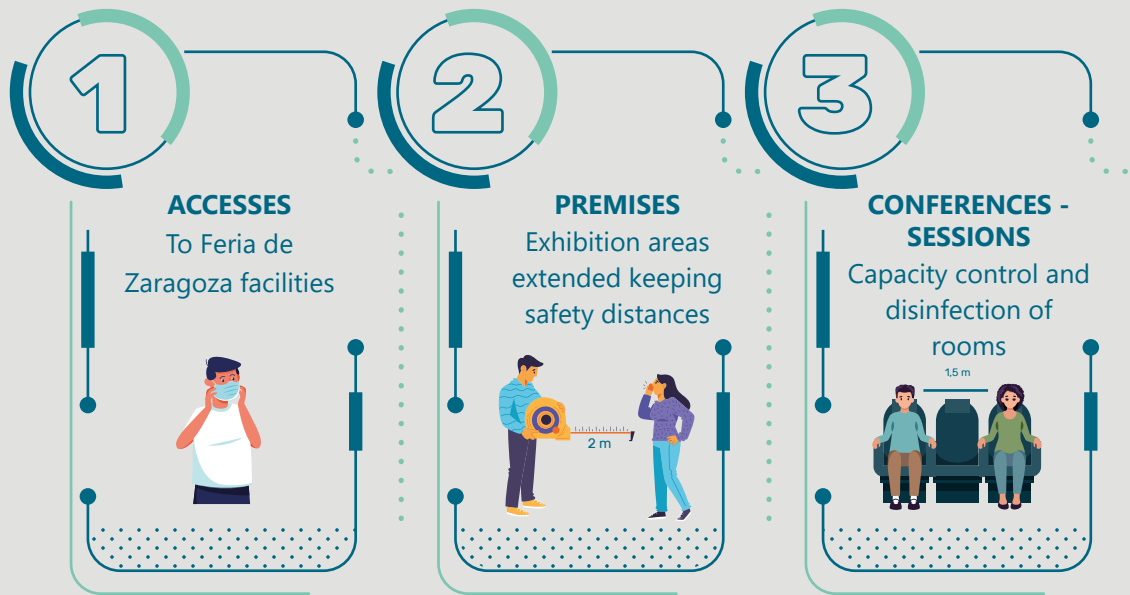 1
ACCESSES
To Feria de
Zaragoza facilities
2
PREMISES
Exhibition areas
extended keeping
safety distances
2 m
3
CONFERENCES -
SESSIONS
Capacity control and
disinfection of
rooms
1,5 m